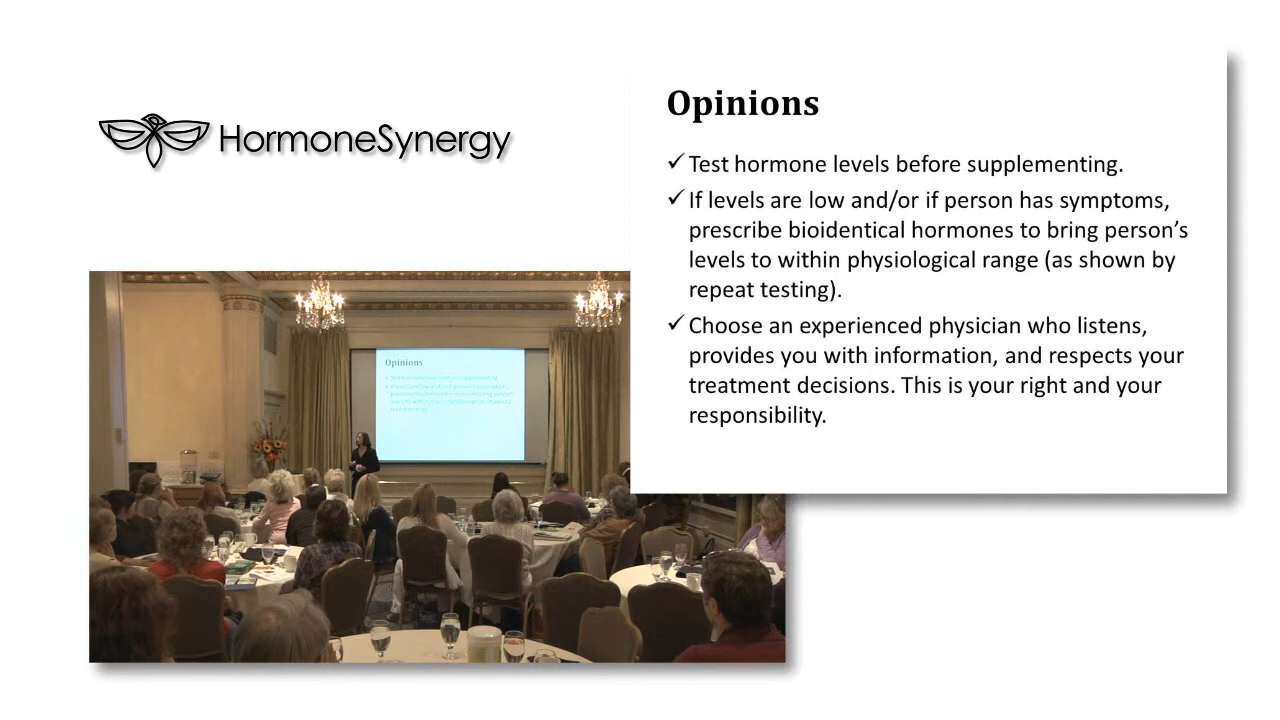 HormoneSynergy
Opinions
✓ Test hormone levels before supplementing.
✓ If levels are low and/or if person has symptoms,
prescribe bioidentical hormones to bring person’s
levels to within physiological range (as shown by
repeat testing).
✓ Choose an experienced physician who listens,
provides you with information, and respects your
treatment decisions. This is your right and your
responsibility.
Opinions